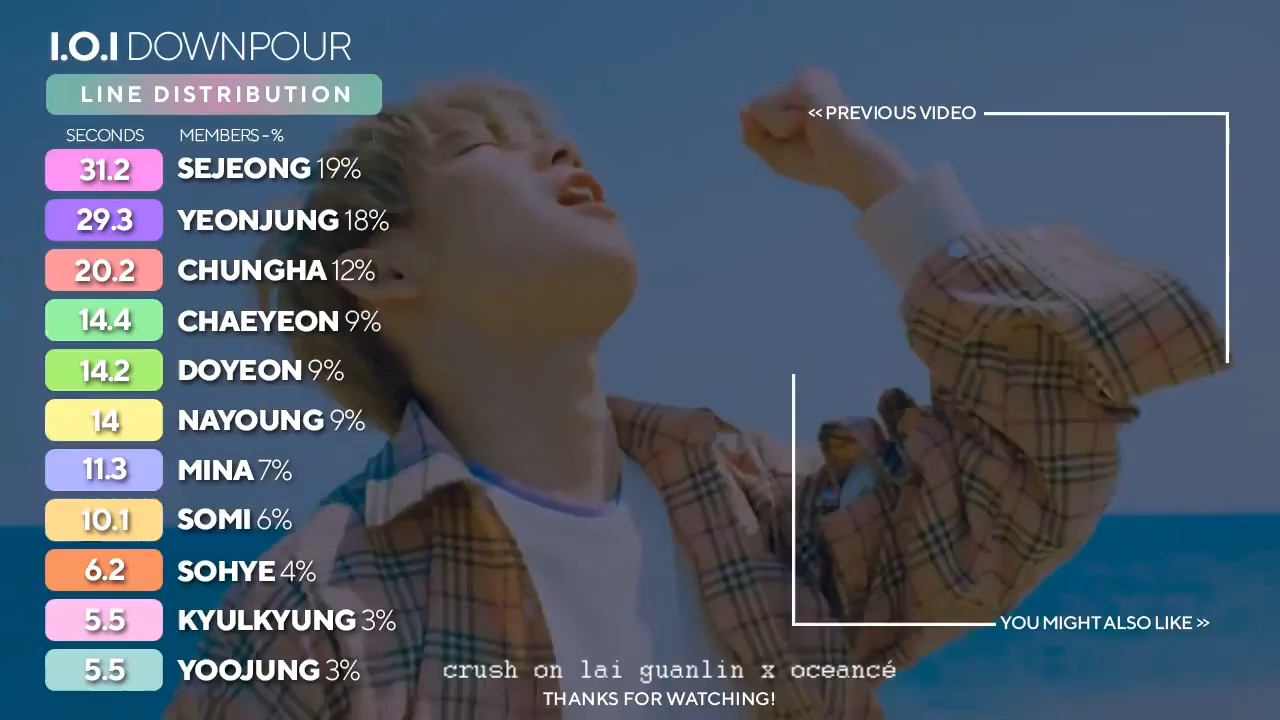 I.O.I DOWNPOUR
LINE DISTRIBUTION
SECONDS MEMBERS - %
31.2 SEJEONG 19%
29.3 YEONJUNG 18%
20.2 CHUNGHA 12%
14.4 CHAEYEON 9%
14.2 DOYEON 9%
14 NAYOUNG 9%
11.3 MINA 7%
10.1 SOMI 6%
6.2 SOHYE 4%
5.5 KYULKYUNG 3%
5.5 YOOJUNG 3%
<< PREVIOUS VIDEO
YOU MIGHT ALSO LIKE >>
crush on lai guanlin x oceancé
THANKS FOR WATCHING!